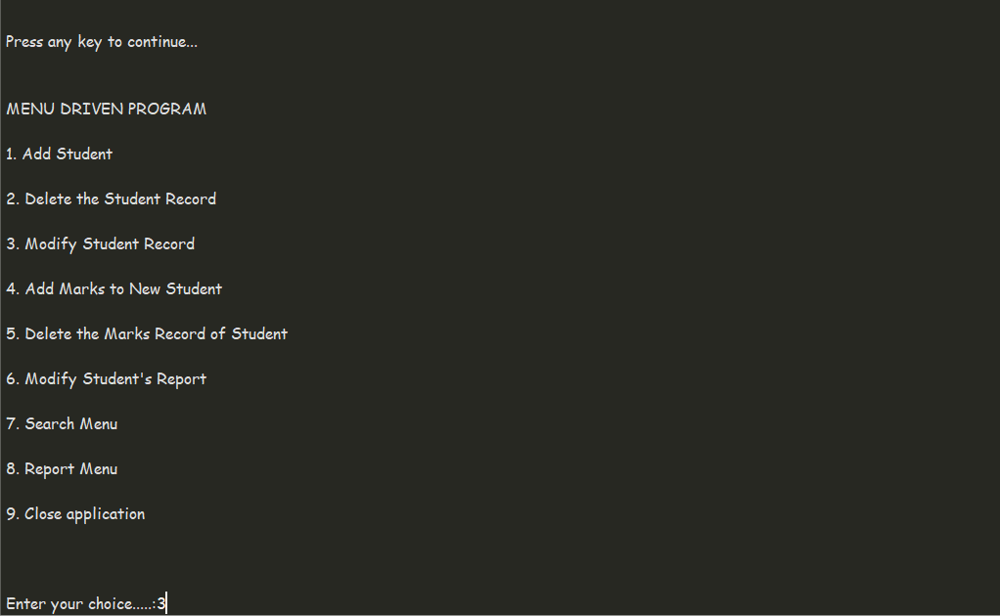 Press any key to continue...
MENU DRIVEN PROGRAM
1. Add Student
2. Delete the Student Record
3. Modify Student Record
4. Add Marks to New Student
5. Delete the Marks Record of Student
6. Modify Student's Report
7. Search Menu
8. Report Menu
9. Close application
Enter your choice.....:3